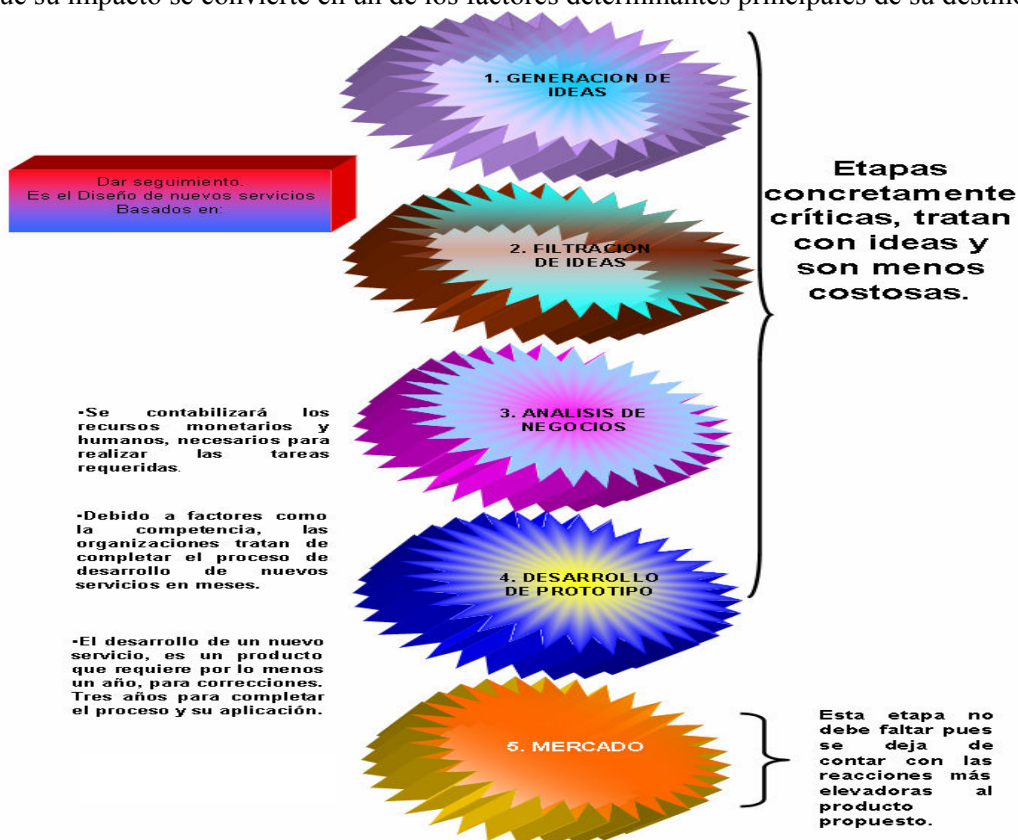 ue su impacto se convierte en un de los factores determinantes principales de su destino
1. GENERACION DE
IDEAS
Dar seguimiento.
Es el Diseño de nuevos servicios
Basados en:
2. FILTRACION
DE IDEAS
Etapas
concretamente
críticas, tratan
con ideas y
son menos
costosas.
3. ANALISIS DE
NEGOCIOS
•Se contabilizará los
recursos monetarios y
humanos, necesarios para
realizar las tareas
requeridas.
•Debido a factores como
la competencia, las
organizaciones tratan de
completar el proceso de
desarrollo de nuevos
servicios en meses.
4. DESARROLLO
DE PROTOTIPO
•El desarrollo de un nuevo
servicio, es un producto
que requiere por lo menos
un año, para correcciones.
Tres años para completar
el proceso y su aplicación.
5. MERCADO
Esta etapa no
debe faltar pues
se deja de
contar con las
reacciones más
elevadoras al
producto
propuesto.